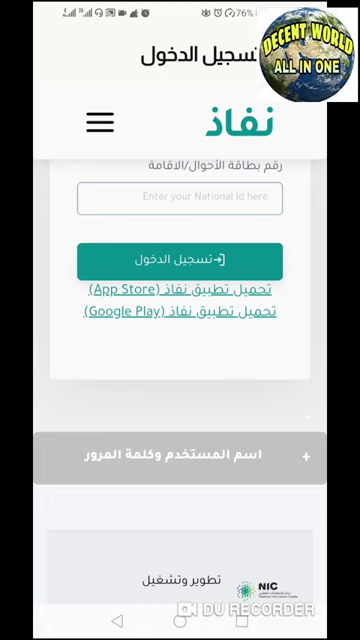 76%
DECENT WORLD
ALL IN ONE
تسجيل الدخول
نفاذ
رقم بطاقة الأحوال/الاقامة
Enter your National Id here
تسجيل الدخول
تحميل تطبيق نفاذ (App Store)
تحميل تطبيق نفاذ (Google Play)
+ اسم المستخدم وكلمة المرور
تطوير وتشغيل
NIC
DU RECORDER